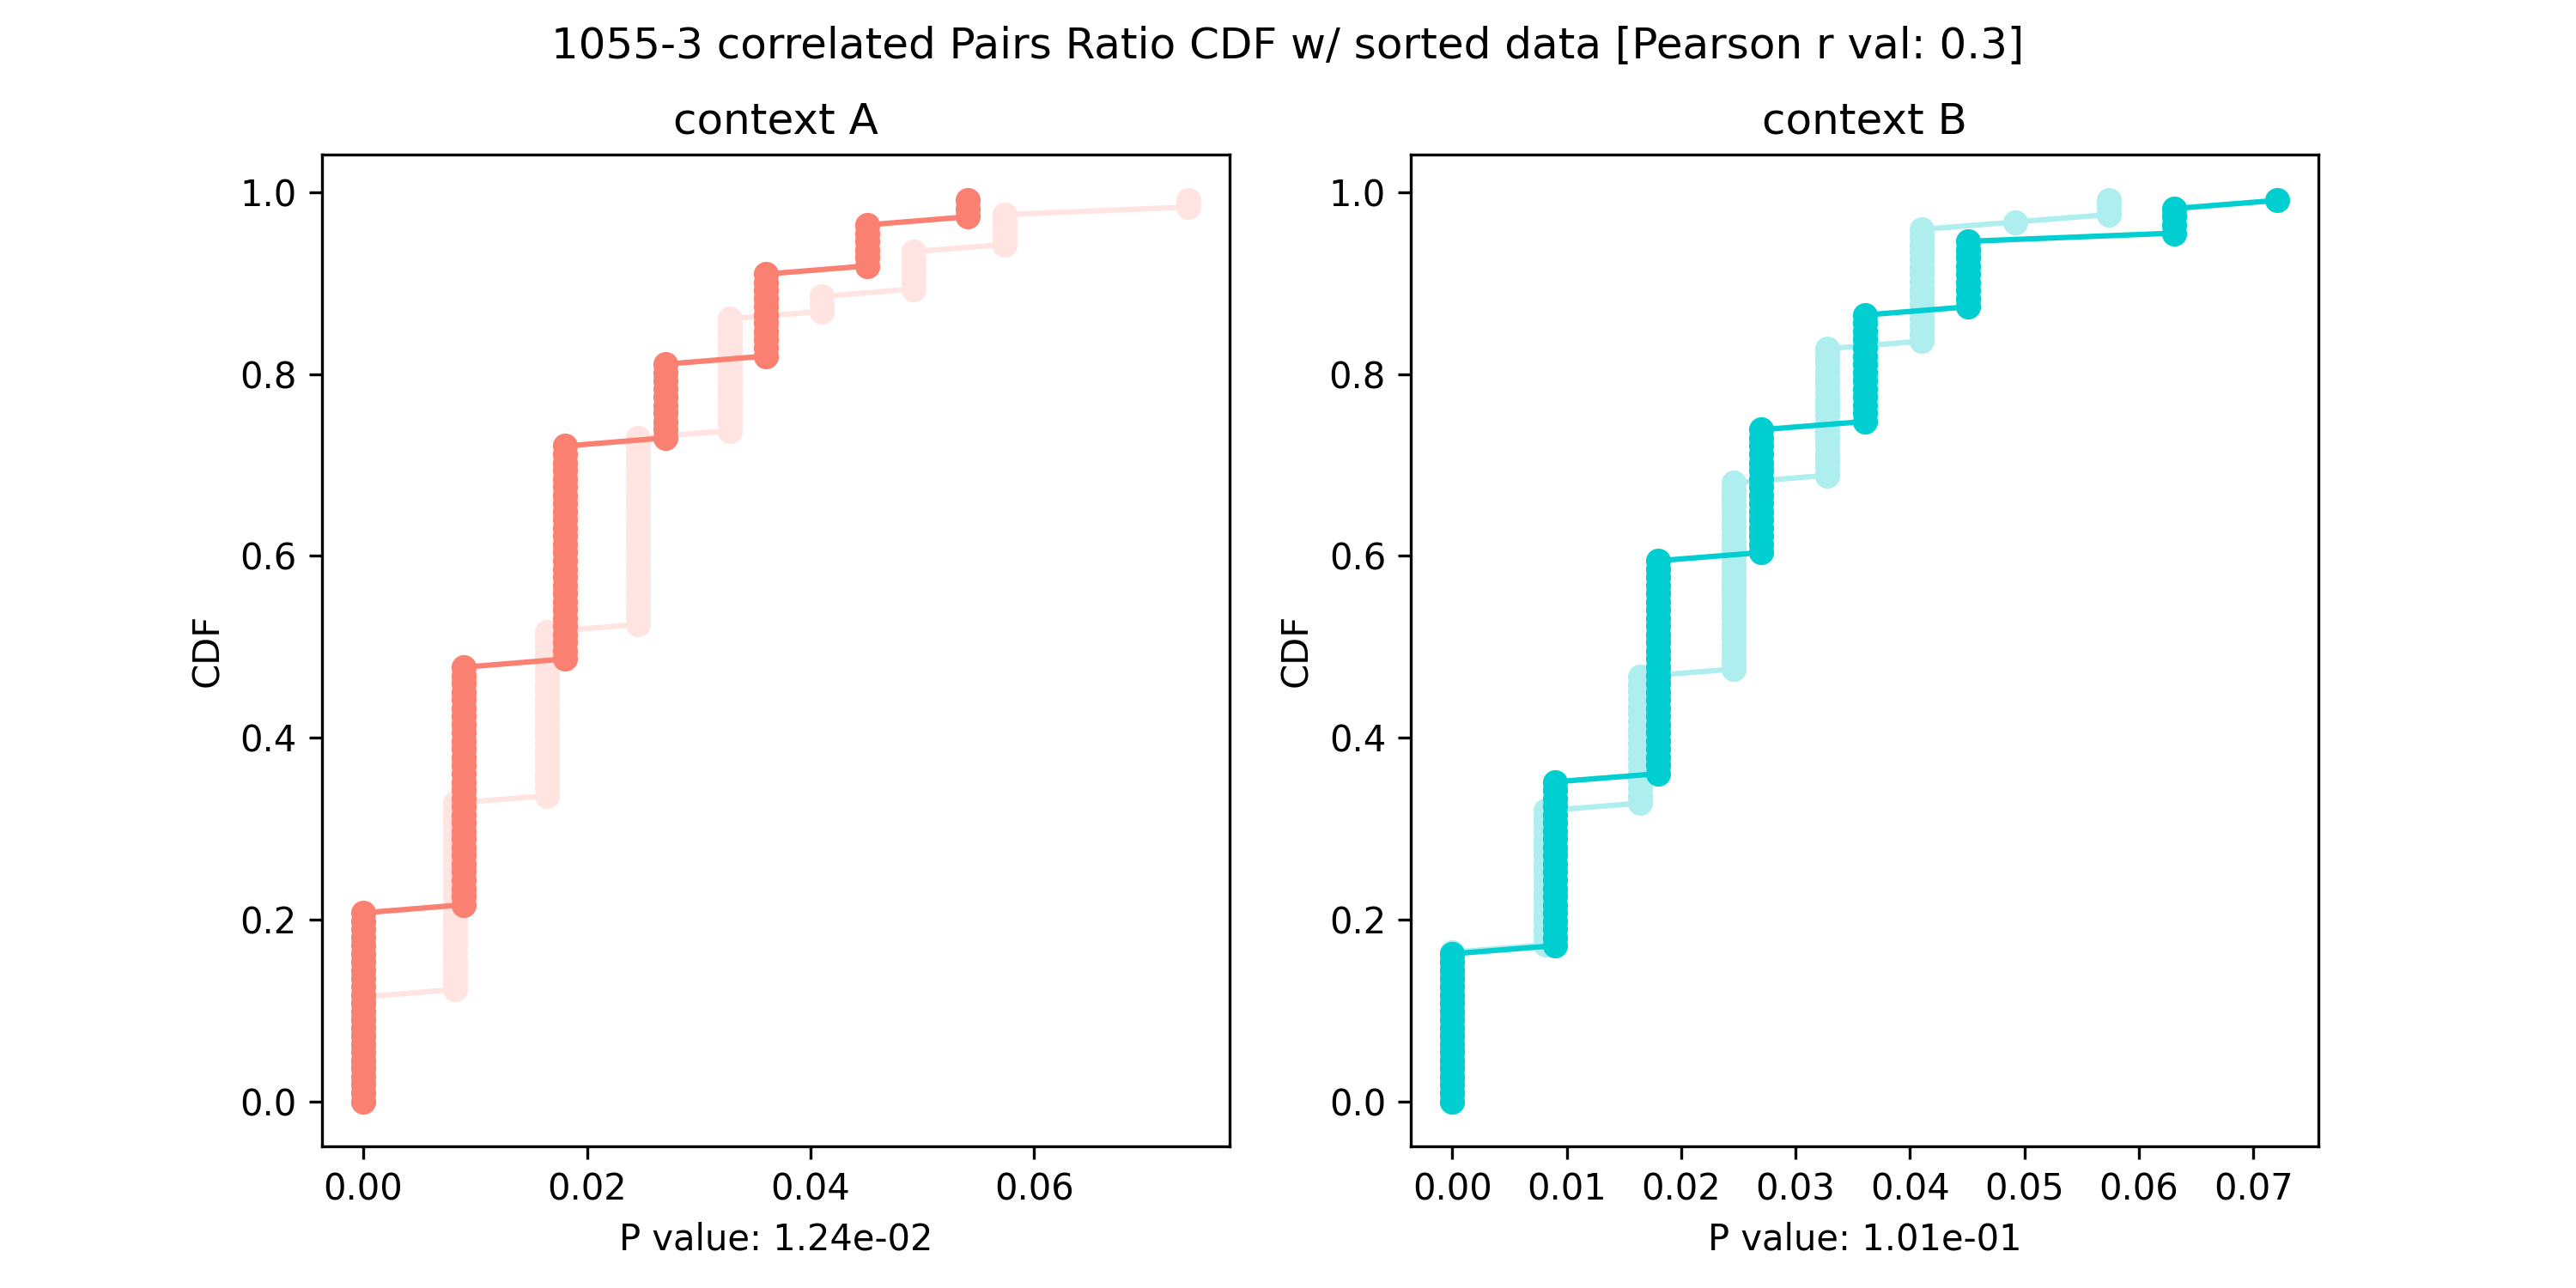 1055-3 correlated Pairs Ratio CDF w/ sorted data [Pearson r val: 0.3]
context A
1.0
0.8
0.6
0.4
0.2
0.0
CDF
0.00 0.02 0.04 0.06
P value: 1.24e-02
context B
1.0
0.8
0.6
0.4
0.2
0.0
CDF
0.00 0.01 0.02 0.03 0.04 0.05 0.06 0.07
P value: 1.01e-01